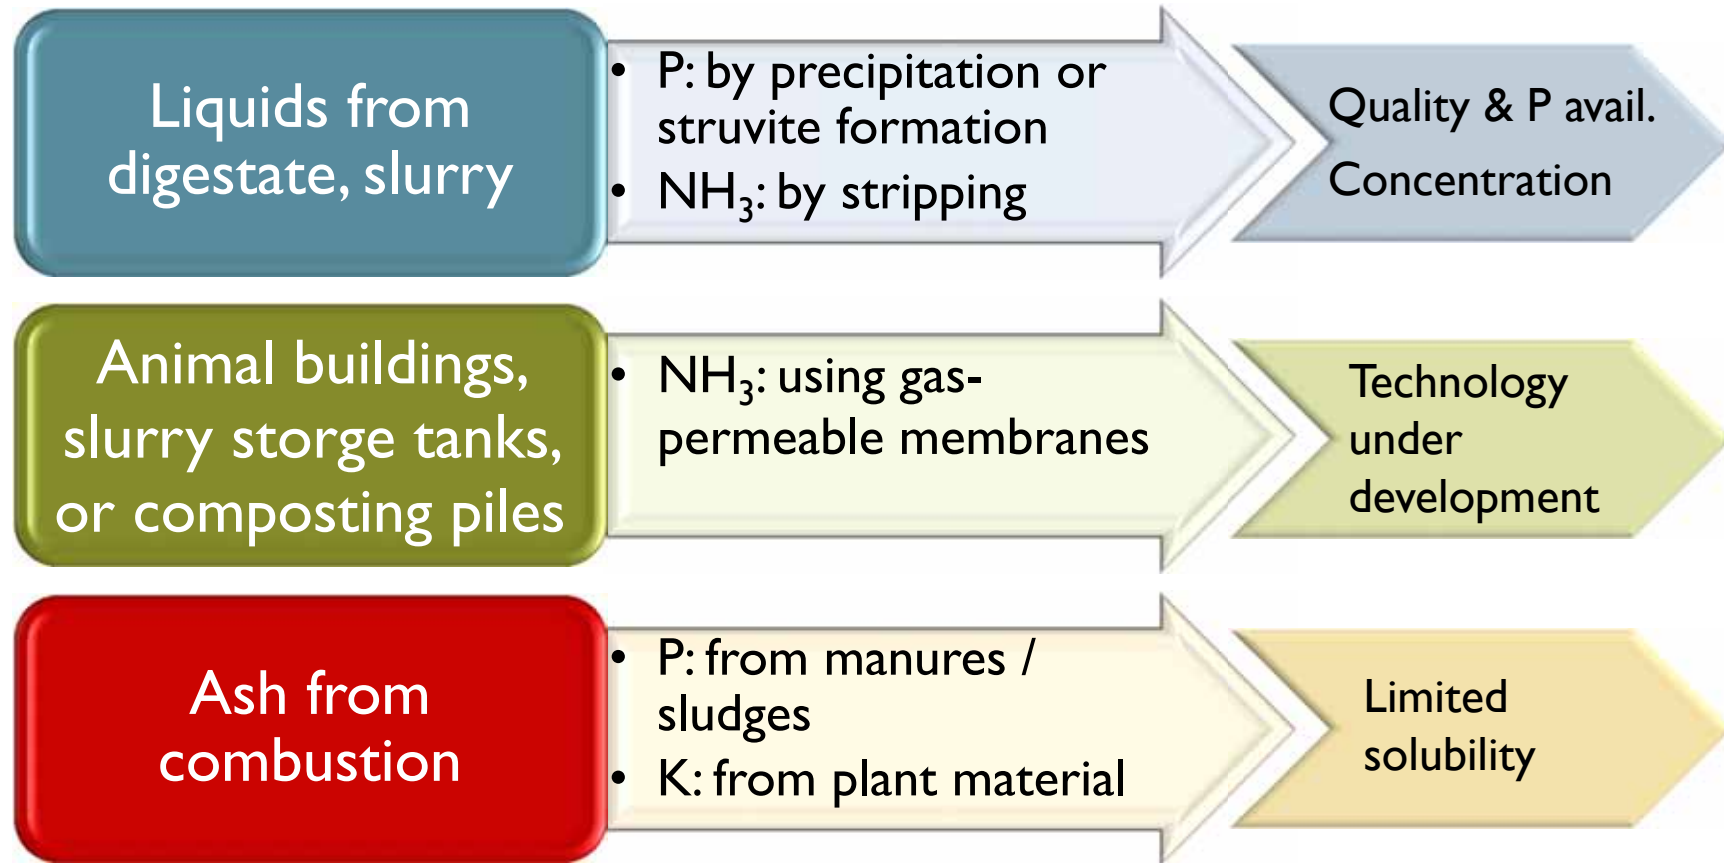 Liquids from
digestate, slurry
• P: by precipitation or
struvite formation
• NH₃: by stripping
Quality & P avail.
Concentration
Animal buildings,
slurry storge tanks,
or composting piles
• NH₃: using gas-
permeable membranes
Technology
under
development
Ash from
combustion
• P: from manures /
sludges
• K: from plant material
Limited
solubility